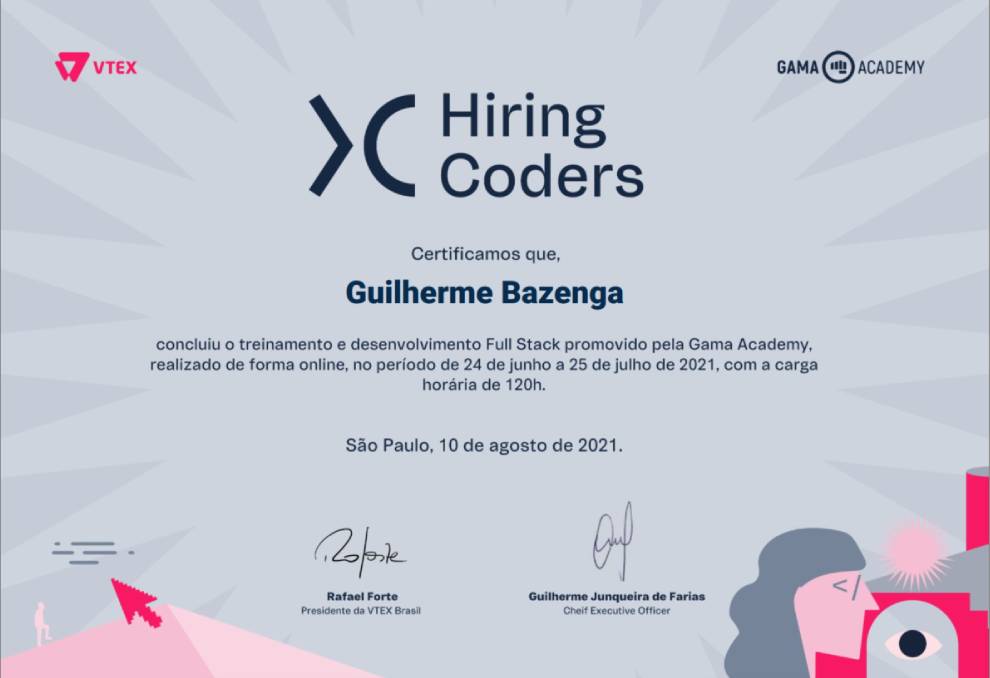 VTEX
GAMA ACADEMY
Hiring
Coders
Certificamos que,
Guilherme Bazenga
concluiu o treinamento e desenvolvimento Full Stack promovido pela Gama Academy,
realizado de forma online, no período de 24 de junho a 25 de julho de 2021, com a carga
horária de 120h.
São Paulo, 10 de agosto de 2021.
Rafael Forte
Presidente da VTEX Brasil
Guilherme Junqueira de Farias
Cheif Executive Officer